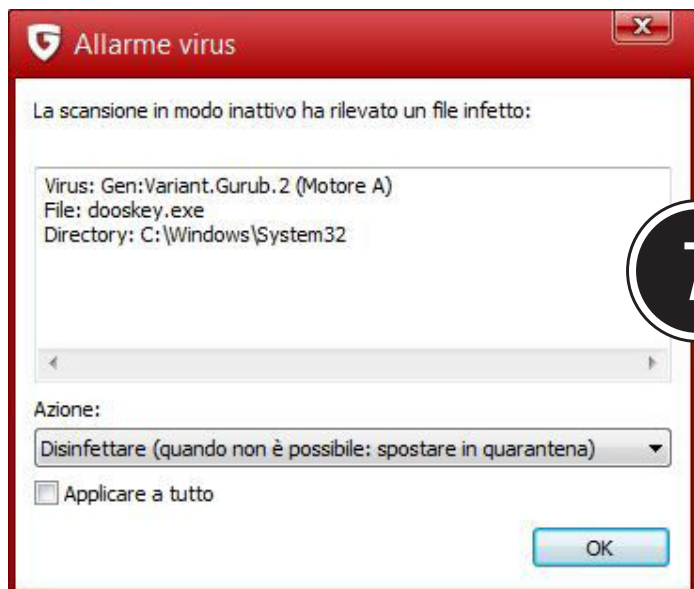 Allarme virus
La scansione in modo inattivo ha rilevato un file infetto:
Virus: Gen:Variant.Gurub.2 (Motore A)
File: dooskey.exe
Directory: C:\Windows\System32
Azione:
Disinfettare (quando non è possibile: spostare in quarantena)
Applicare a tutto
OK